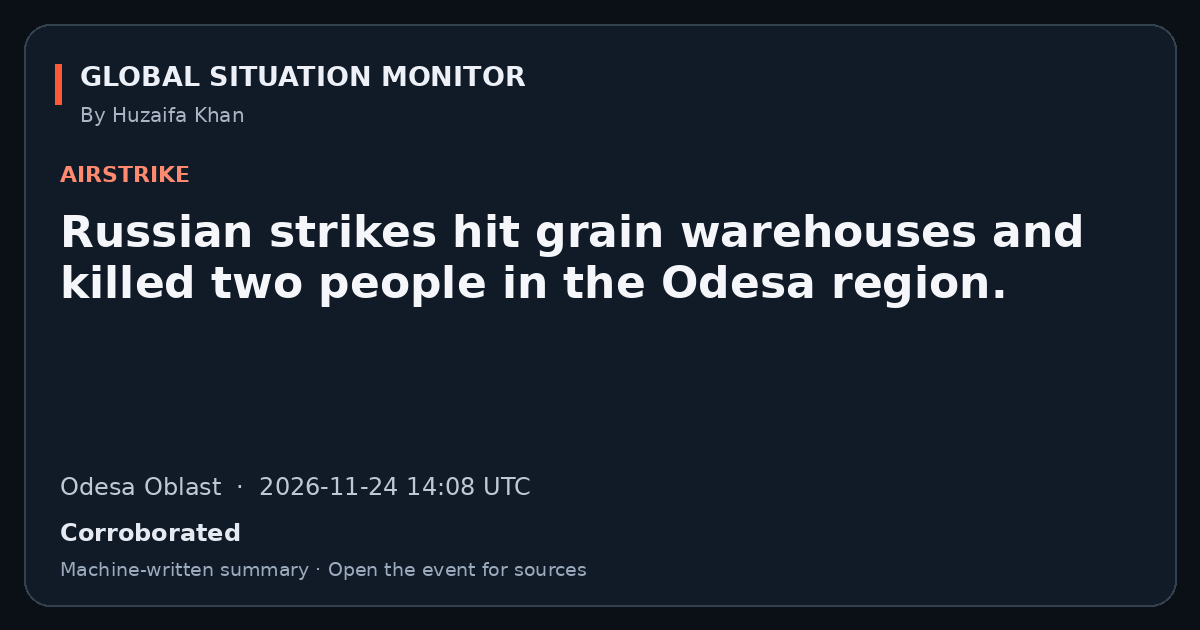 GLOBAL SITUATION MONITOR
By Huzaifa Khan
AIRSTRIKE
Russian strikes hit grain warehouses and
killed two people in the Odesa region.
Odesa Oblast · 2026-11-24 14:08 UTC
Corroborated
Machine-written summary · Open the event for sources